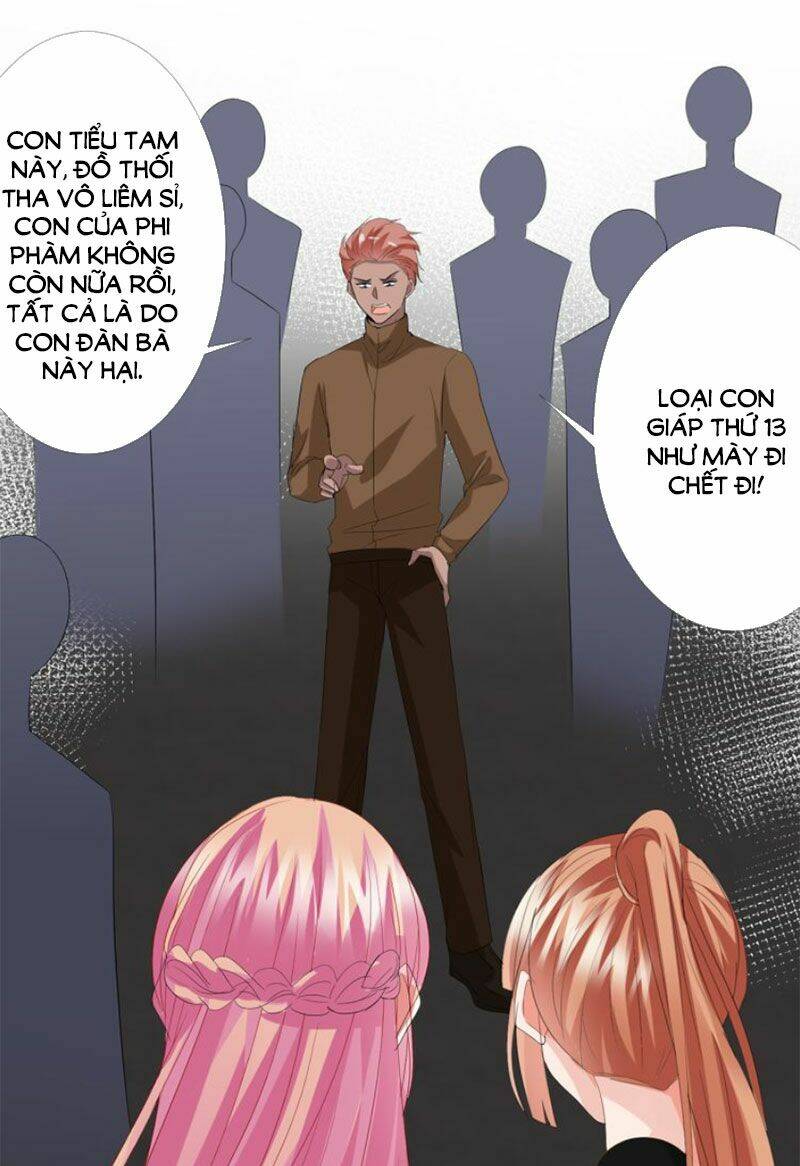 CON TIỂU TAM
NÀY, ĐỒ THỐI
THA VÔ LIÊM SỈ,
CON CỦA PHI
PHÀM KHÔNG
CÒN NỮA RỒI,
TẤT CẢ LÀ DO
CON ĐÀN BÀ
NÀY HẠI.
LOẠI CON
GIÁP THỨ 13
NHƯ MÀY ĐI
CHẾT ĐI!